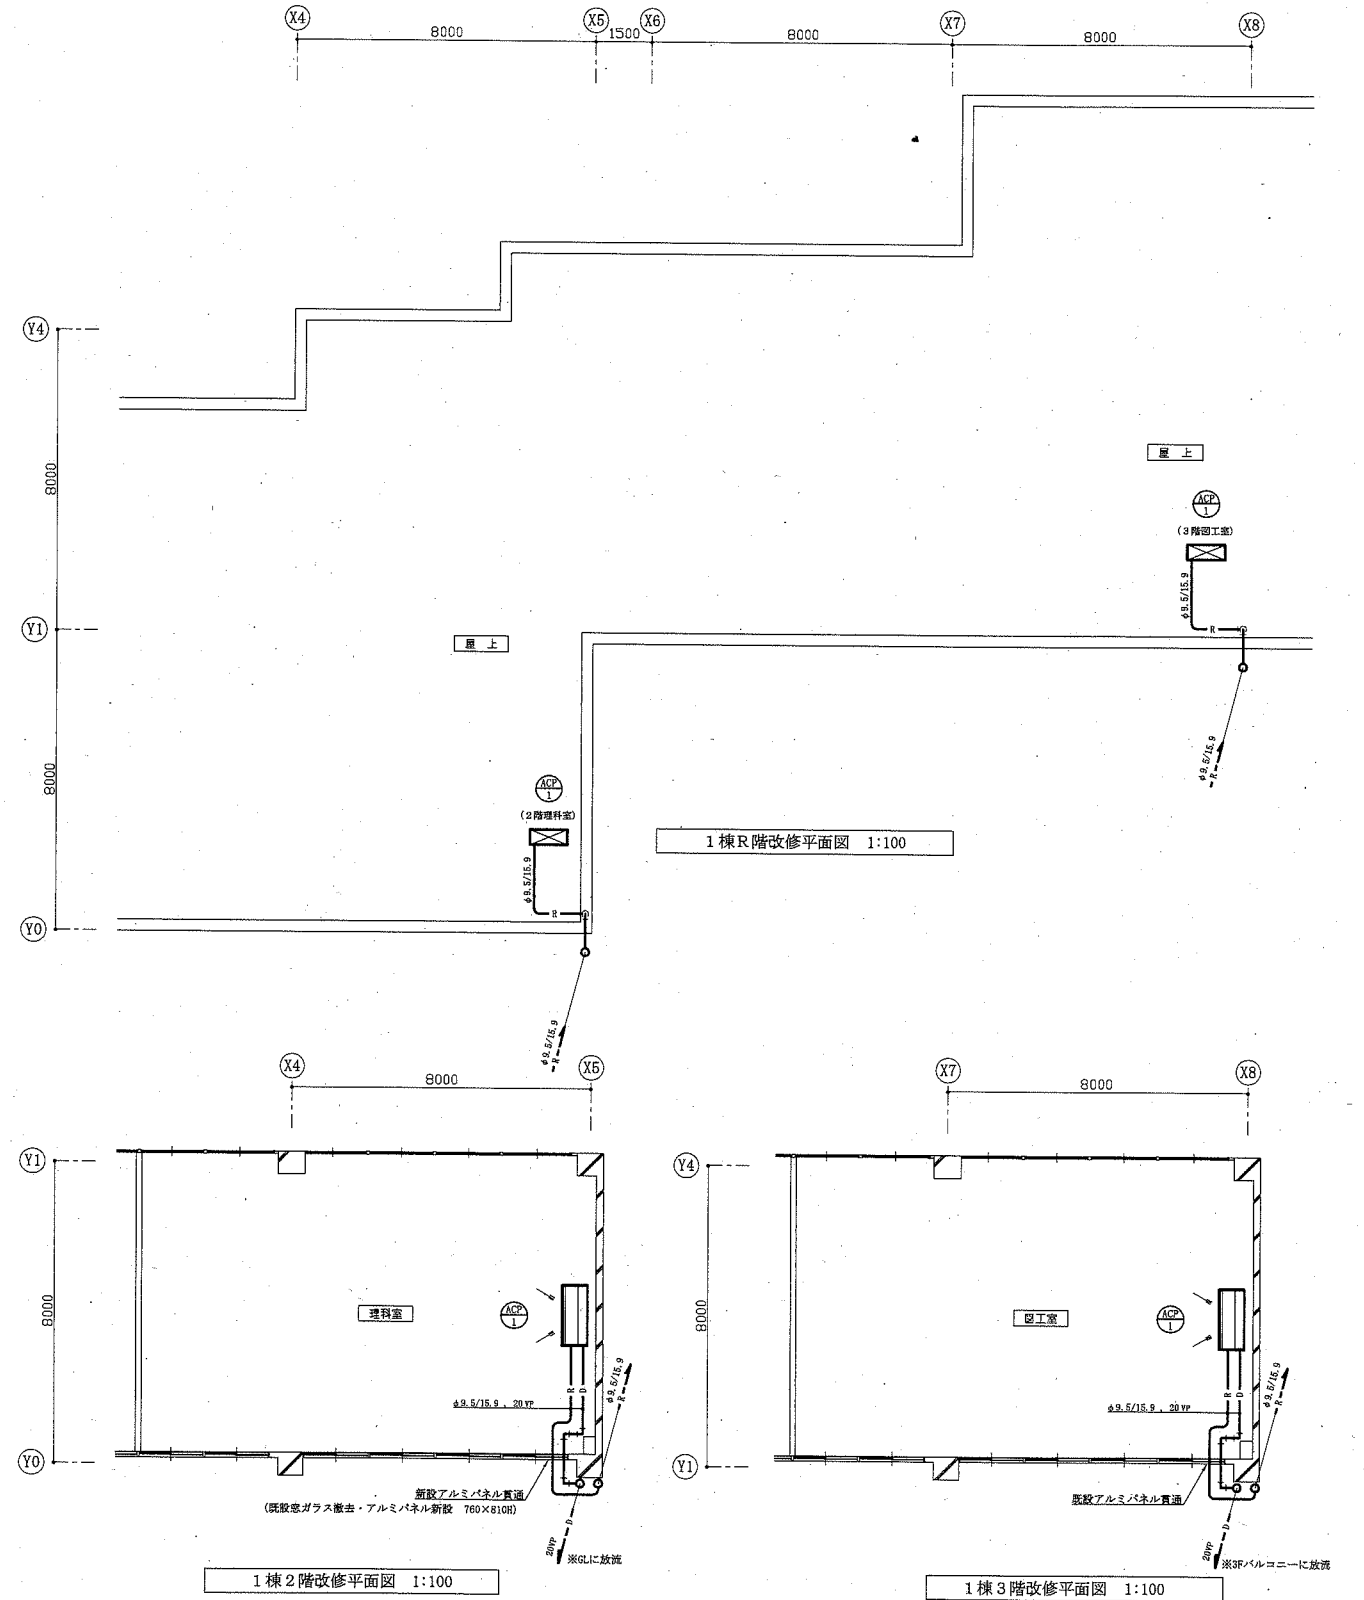 X4 X5 X6 X7 X8
8000 1500 8000 8000
Y4
8000
屋 上
ACP
1
(3階図工室)
φ9.5/15.9
R
Y1
屋 上
φ9.5/15.9
R
8000
ACP
1
(2階理科室)
φ9.5/15.9
R
Y0
1棟R階改修平面図 1:100
φ9.5/15.9
R
X4 X5
8000
Y1
8000
理科室
ACP
1
R D
φ9.5/15.9 , 20VP
φ9.5/15.9
R
Y0
新設アルミパネル貫通
(既設窓ガラス撤去・アルミパネル新設 760×810H)
D
20VP
※GLに放流
1棟2階改修平面図 1:100
X7 X8
8000
Y4
8000
図工室
ACP
1
R D
φ9.5/15.9 , 20VP
φ9.5/15.9
R
Y1
既設アルミパネル貫通
D
20VP
※3Fバルコニーに放流
1棟3階改修平面図 1:100